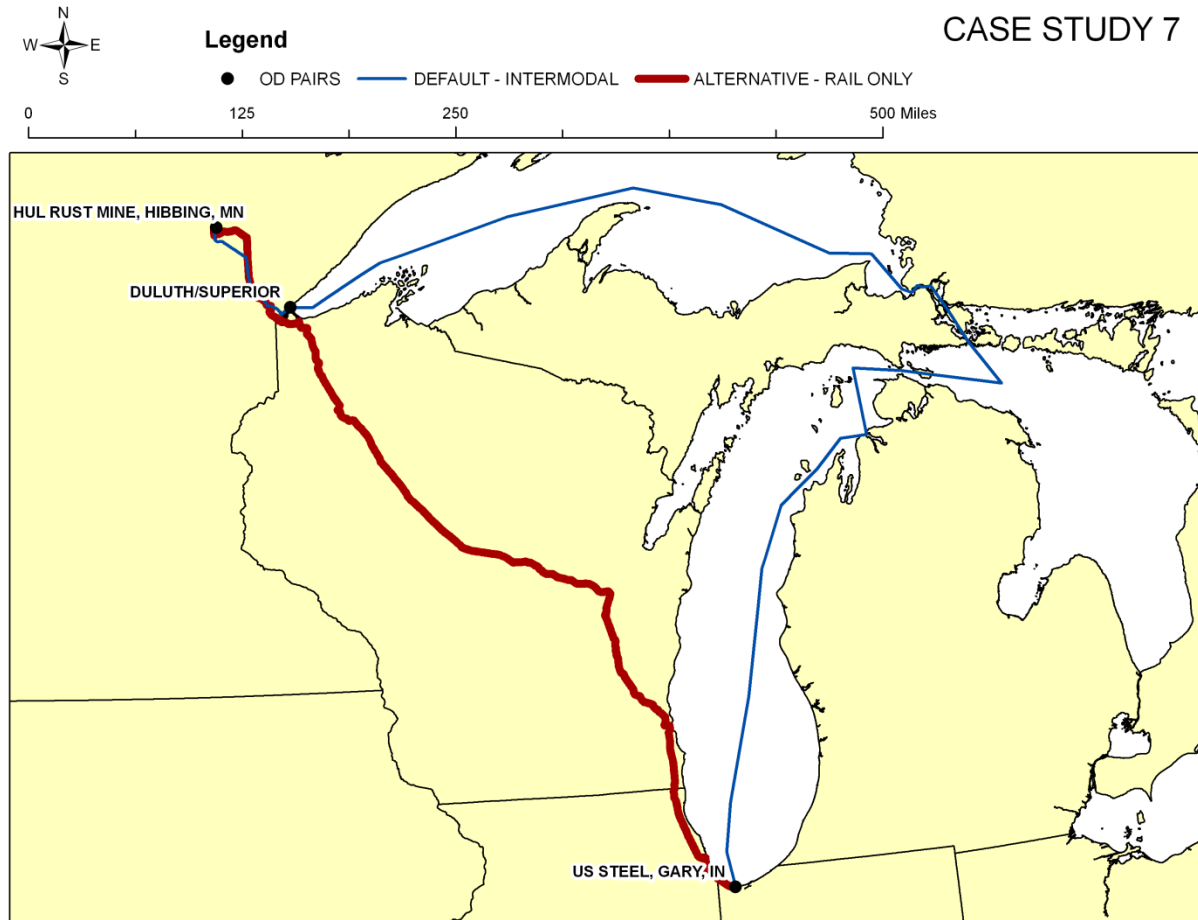 CASE STUDY 7
N
W E
S
Legend
OD PAIRS DEFAULT - INTERMODAL ALTERNATIVE - RAIL ONLY
0 125 250 500 Miles
HUL RUST MINE, HIBBING, MN
DULUTH/SUPERIOR
US STEEL, GARY, IN